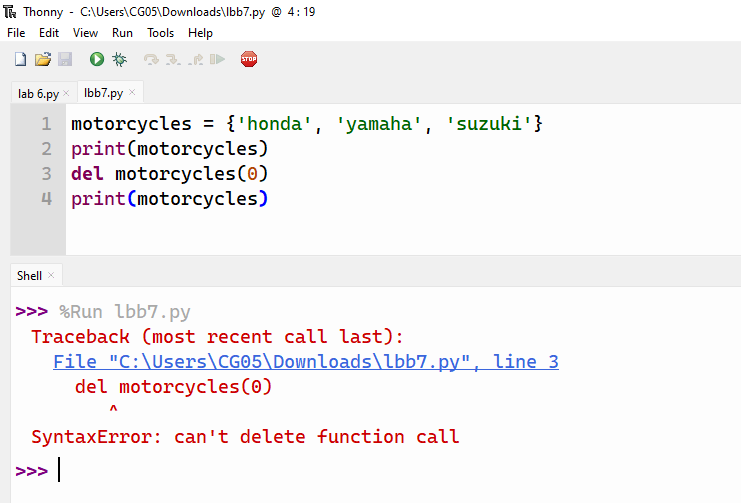 Thonny - C:\Users\CG05\Downloads\lbb7.py @ 4:19
File Edit View Run Tools Help
STOP
lab 6.py × lbb7.py ×
1 motorcycles = {'honda', 'yamaha', 'suzuki'}
2 print(motorcycles)
3 del motorcycles(0)
4 print(motorcycles)
Shell ×
>>> %Run lbb7.py
Traceback (most recent call last):
File "C:\Users\CG05\Downloads\lbb7.py", line 3
del motorcycles(0)
^
SyntaxError: can't delete function call
>>>